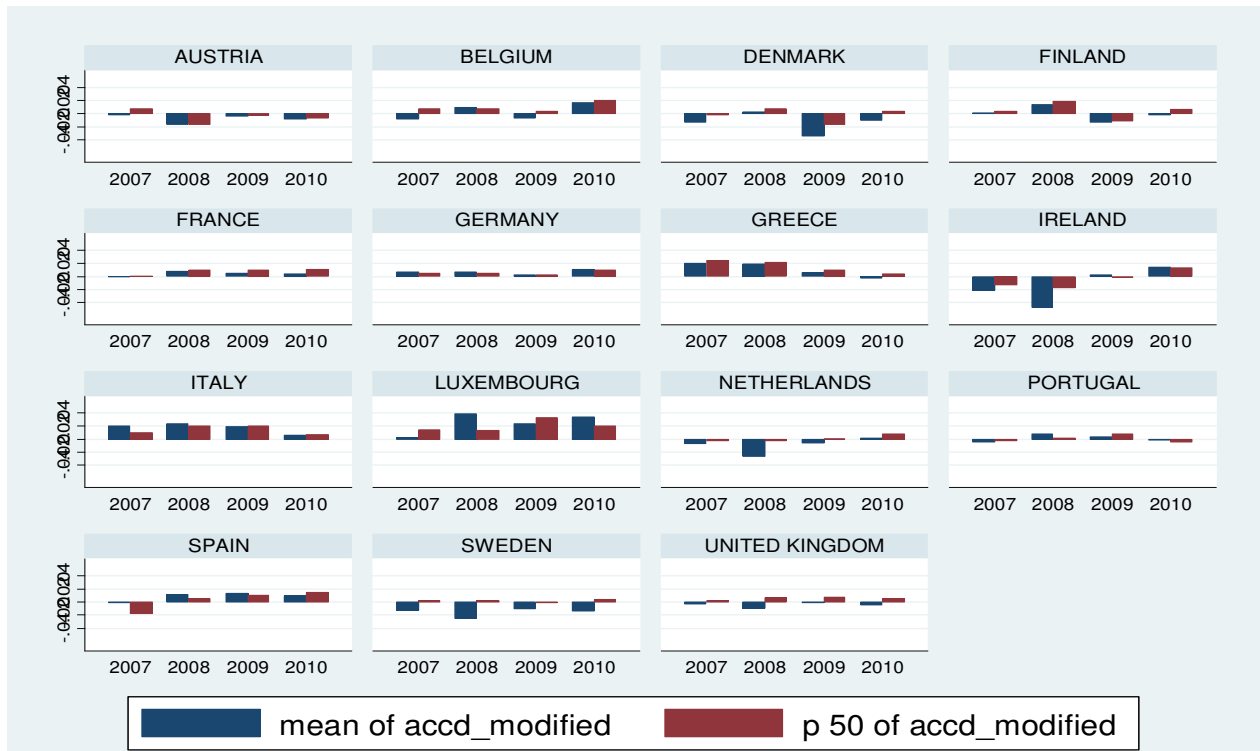 AUSTRIA BELGIUM DENMARK FINLAND
2007 2008 2009 2010 2007 2008 2009 2010 2007 2008 2009 2010 2007 2008 2009 2010
FRANCE GERMANY GREECE IRELAND
2007 2008 2009 2010 2007 2008 2009 2010 2007 2008 2009 2010 2007 2008 2009 2010
ITALY LUXEMBOURG NETHERLANDS PORTUGAL
2007 2008 2009 2010 2007 2008 2009 2010 2007 2008 2009 2010 2007 2008 2009 2010
SPAIN SWEDEN UNITED KINGDOM
2007 2008 2009 2010 2007 2008 2009 2010 2007 2008 2009 2010
mean of accd_modified p 50 of accd_modified